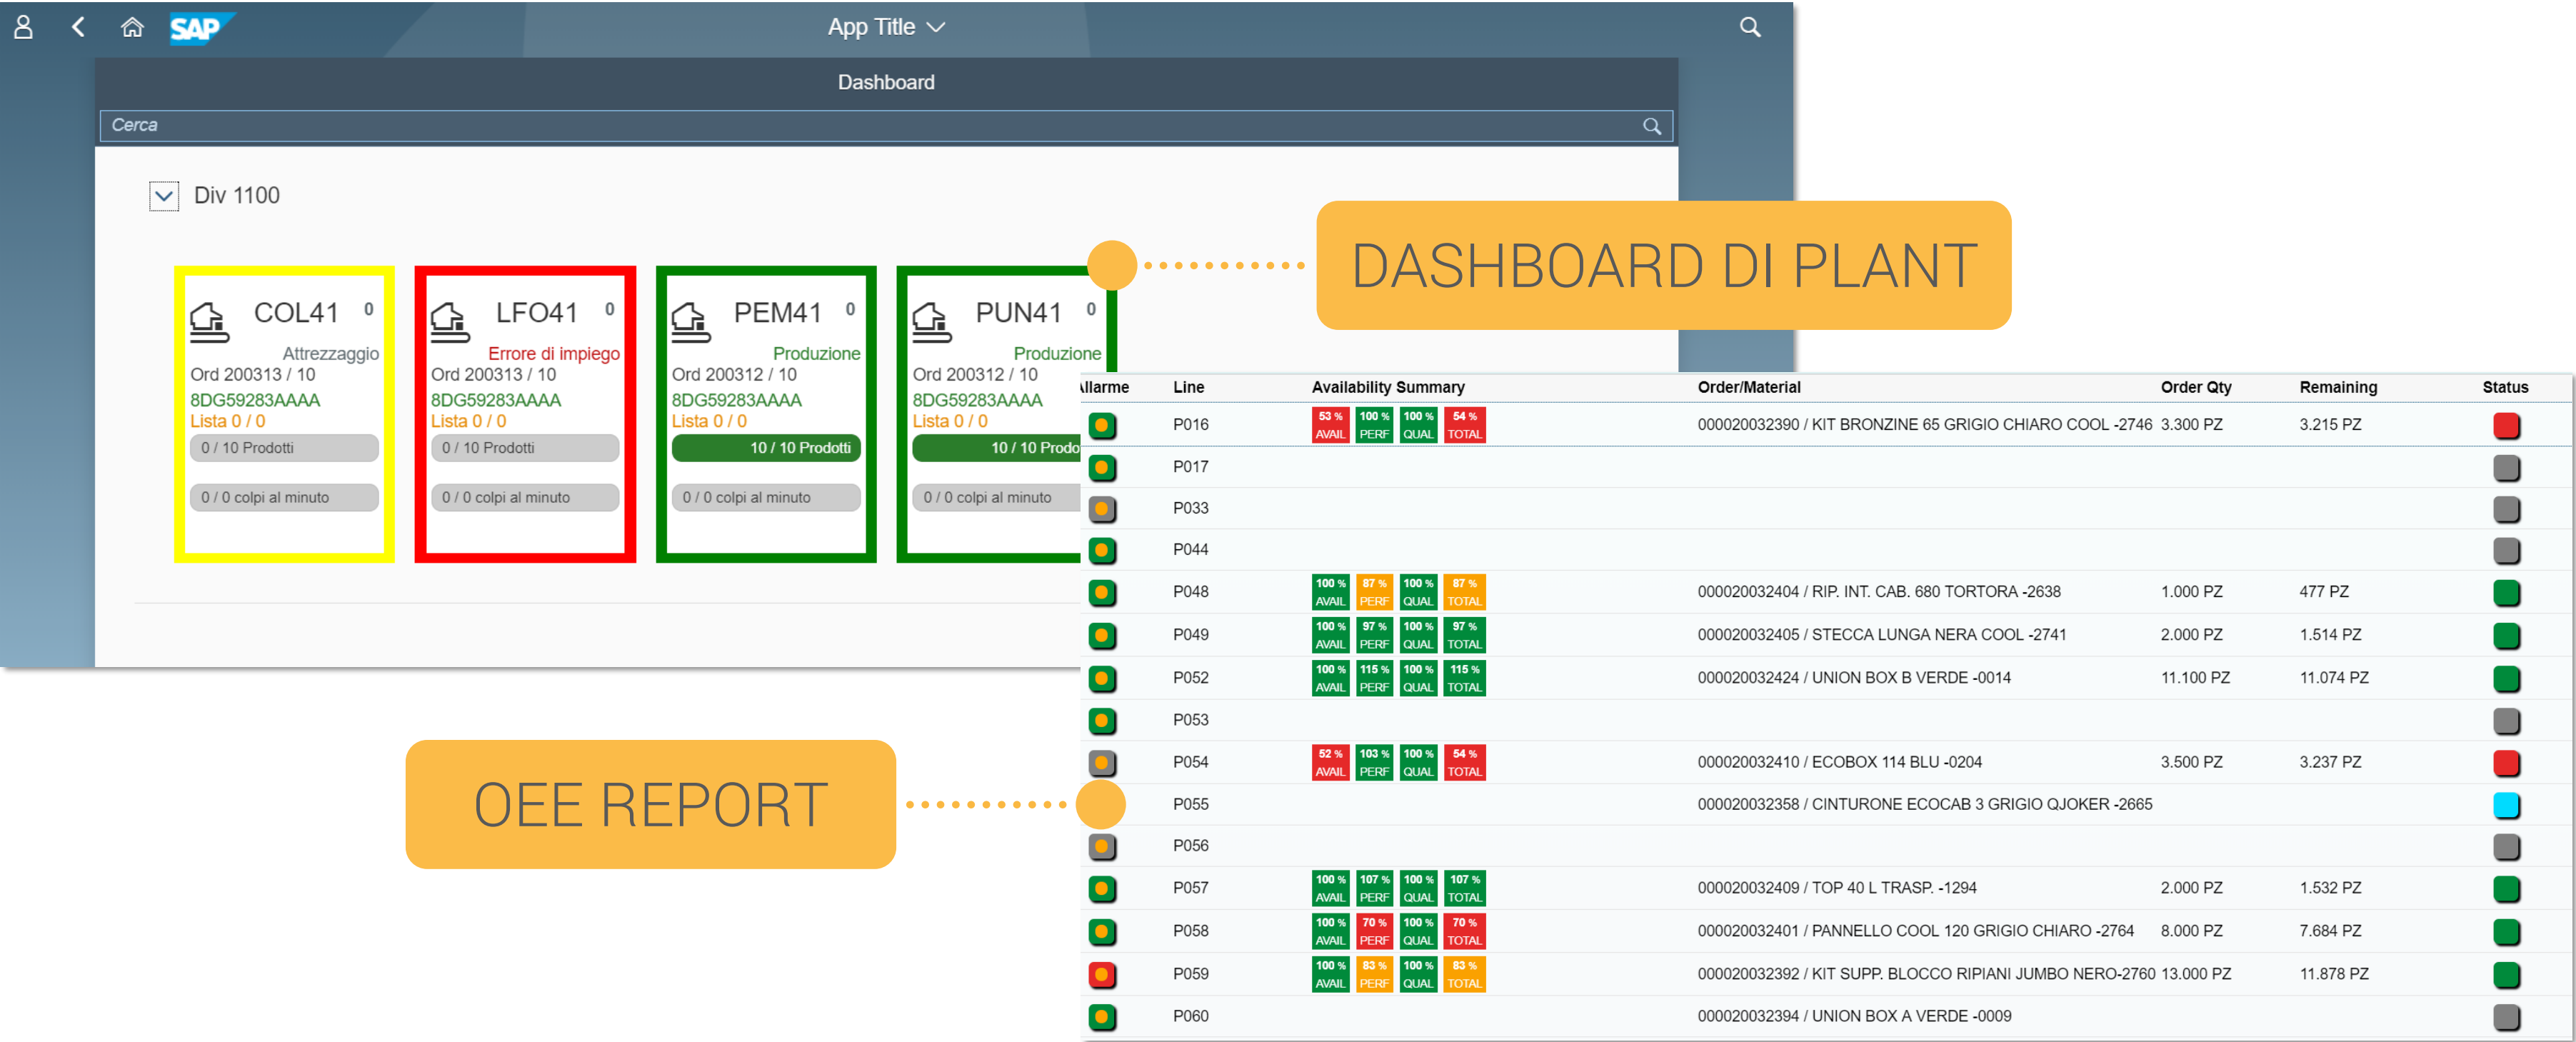 SAP
App Title
Dashboard
Cerca
Div 1100
COL41 0
Attrezzaggio
Ord 200313 / 10
8DG59283AAAA
Lista 0 / 0
0 / 10 Prodotti
0 / 0 colpi al minuto
LFO41 0
Errore di impiego
Ord 200313 / 10
8DG59283AAAA
Lista 0 / 0
0 / 10 Prodotti
0 / 0 colpi al minuto
PEM41 0
Produzione
Ord 200312 / 10
8DG59283AAAA
Lista 0 / 0
10 / 10 Prodotti
0 / 0 colpi al minuto
PUN41 0
Produzione
Ord 200312 / 10
8DG59283AAAA
Lista 0 / 0
10 / 10 Prodo
0 / 0 colpi al minuto
DASHBOARD DI PLANT
OEE REPORT
llarme Line Availability Summary Order/Material Order Qty Remaining Status
P016 53 % AVAIL 100 % PERF 100 % QUAL 54 % TOTAL 000020032390 / KIT BRONZINE 65 GRIGIO CHIARO COOL -2746 3.300 PZ 3.215 PZ
P017
P033
P044
P048 100 % AVAIL 87 % PERF 100 % QUAL 87 % TOTAL 000020032404 / RIP. INT. CAB. 680 TORTORA -2638 1.000 PZ 477 PZ
P049 100 % AVAIL 97 % PERF 100 % QUAL 97 % TOTAL 000020032405 / STECCA LUNGA NERA COOL -2741 2.000 PZ 1.514 PZ
P052 100 % AVAIL 115 % PERF 100 % QUAL 115 % TOTAL 000020032424 / UNION BOX B VERDE -0014 11.100 PZ 11.074 PZ
P053
P054 52 % AVAIL 103 % PERF 100 % QUAL 54 % TOTAL 000020032410 / ECOBOX 114 BLU -0204 3.500 PZ 3.237 PZ
P055 000020032358 / CINTURONE ECOCAB 3 GRIGIO QJOKER -2665
P056
P057 100 % AVAIL 107 % PERF 100 % QUAL 107 % TOTAL 000020032409 / TOP 40 L TRASP. -1294 2.000 PZ 1.532 PZ
P058 100 % AVAIL 70 % PERF 100 % QUAL 70 % TOTAL 000020032401 / PANNELLO COOL 120 GRIGIO CHIARO -2764 8.000 PZ 7.684 PZ
P059 100 % AVAIL 83 % PERF 100 % QUAL 83 % TOTAL 000020032392 / KIT SUPP. BLOCCO RIPIANI JUMBO NERO-2760 13.000 PZ 11.878 PZ
P060 000020032394 / UNION BOX A VERDE -0009